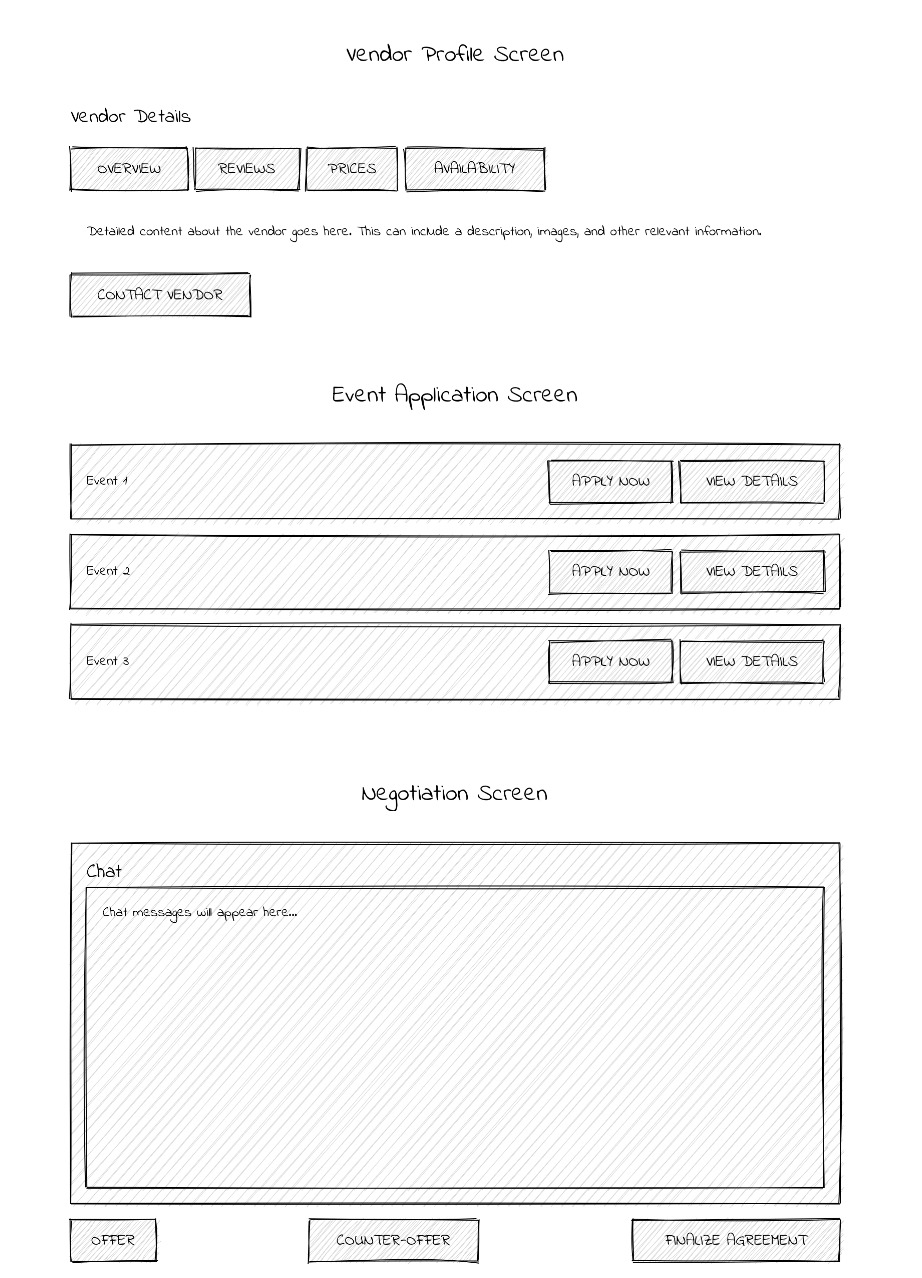 Vendor Profile Screen
Vendor Details
OVERVIEW REVIEWS PRICES AVAILABILITY
Detailed content about the vendor goes here. This can include a description, images, and other relevant information.
CONTACT VENDOR
Event Application Screen
Event 1 APPLY NOW VIEW DETAILS
Event 2 APPLY NOW VIEW DETAILS
Event 3 APPLY NOW VIEW DETAILS
Negotiation Screen
Chat
Chat messages will appear here...
OFFER COUNTER-OFFER FINALIZE AGREEMENT